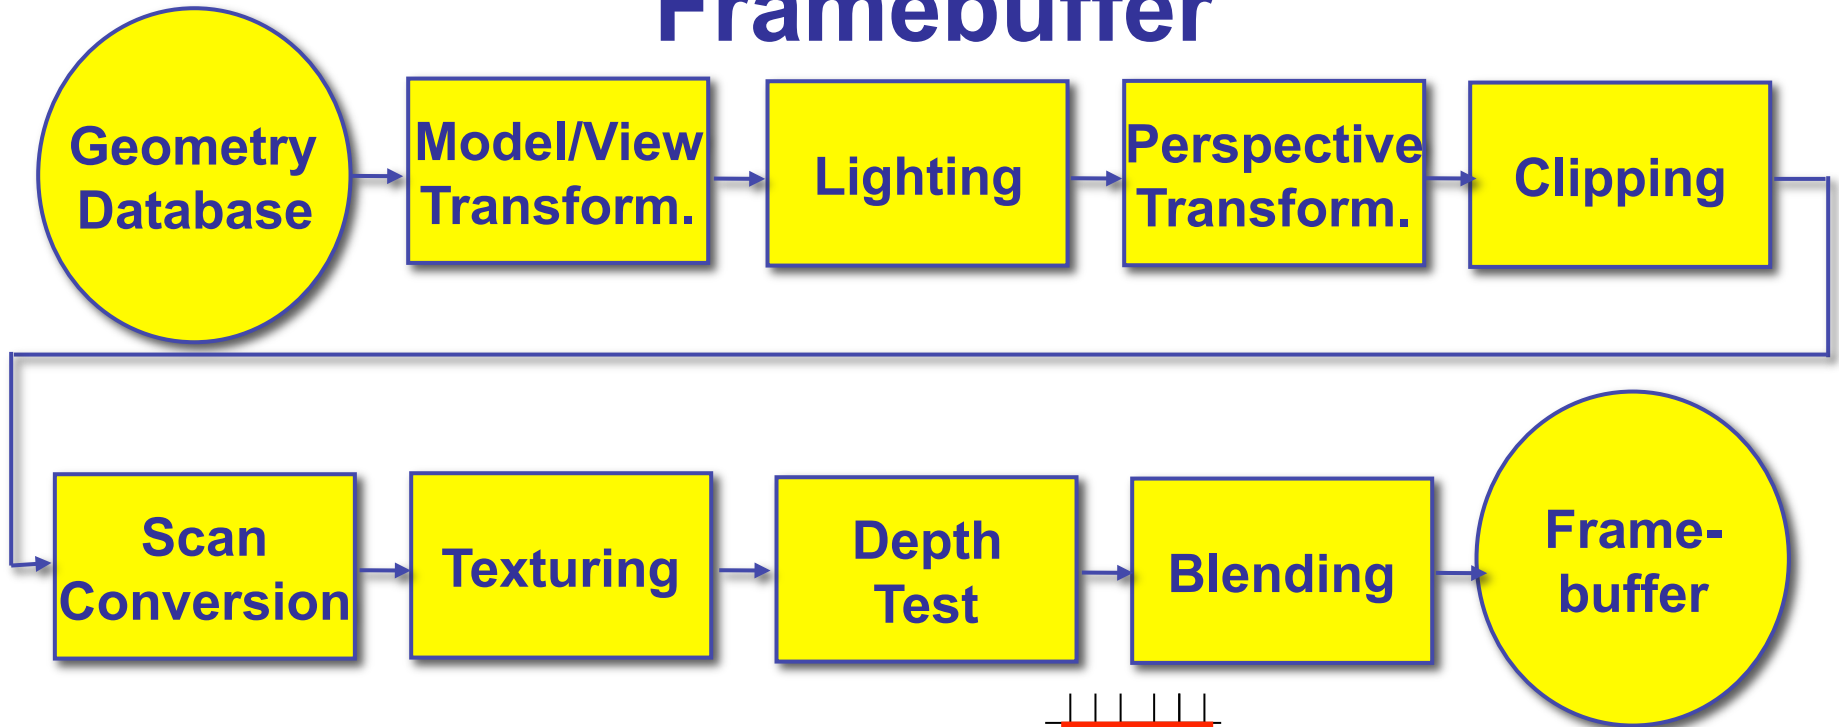 Framebuffer
Geometry
Database
Model/View
Transform.
Lighting
Perspective
Transform.
Clipping
Scan
Conversion
Texturing
Depth
Test
Blending
Frame-
buffer